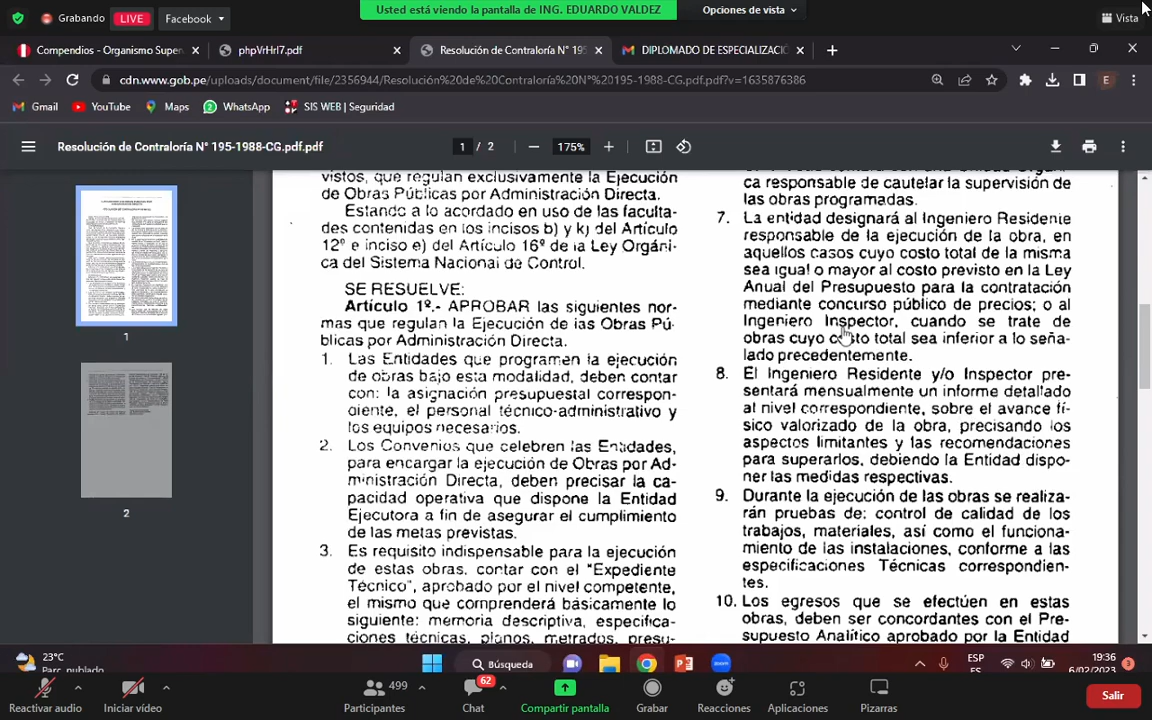 Grabando
LIVE
Facebook
Usted está viendo la pantalla de ING. EDUARDO VALDEZ
Opciones de vista
Vista
Compendios - Organismo Super
phpVrHrl7.pdf
Resolución de Contraloría N° 195
DIPLOMADO DE ESPECIALIZACIÓ
cdn.www.gob.pe/uploads/document/file/2356944/Resolución%20de%20Contraloría%20N°%20195-1988-CG.pdf.pdf?v=1635876386
E
Gmail
YouTube
Maps
WhatsApp
SIS WEB | Seguridad
Resolución de Contraloría N° 195-1988-CG.pdf.pdf
1 / 2
175%
1
2
vistos, que regulan exclusivamente la Ejecución
de Obras Públicas por Administración Directa.
Estando a lo acordado en uso de las faculta-
des contenidas en los incisos b) y k) del Artículo
12º e inciso e) del Artículo 16º de la Ley Orgáni-
ca del Sistema Nacional de Control.
SE RESUELVE:
Artículo 1º.- APROBAR las siguientes nor-
mas que regulan la Ejecución de las Obras Pú-
blicas por Administración Directa.
1. Las Entidades que programen la ejecución
de obras bajo esta modalidad, deben contar
con: la asignación presupuestal correspon-
diente, el personal técnico-administrativo y
los equipos necesarios.
2. Los Convenios que celebren las Entidades,
para encargar la ejecución de Obras por Ad-
ministración Directa, deben precisar la ca-
pacidad operativa que dispone la Entidad
Ejecutora a fin de asegurar el cumplimiento
de las metas previstas.
3. Es requisito indispensable para la ejecución
de estas obras, contar con el "Expediente
Técnico", aprobado por el nivel competente,
el mismo que comprenderá básicamente lo
siguiente: memoria descriptiva, especifica-
ciones técnicas, planos, metrados, presu-
ca responsable de cautelar la supervisión de
las obras programadas.
7. La entidad designará al Ingeniero Residente
responsable de la ejecución de la obra, en
aquellos casos cuyo costo total de la misma
sea igual o mayor al costo previsto en la Ley
Anual del Presupuesto para la contratación
mediante concurso público de precios; o al
Ingeniero Inspector, cuando se trate de
obras cuyo costo total sea inferior a lo seña-
lado precedentemente.
8. El Ingeniero Residente y/o Inspector pre-
sentará mensualmente un informe detallado
al nivel correspondiente, sobre el avance fí-
sico valorizado de la obra, precisando los
aspectos limitantes y las recomendaciones
para superarlos, debiendo la Entidad dispo-
ner las medidas respectivas.
9. Durante la ejecución de las obras se realiza-
rán pruebas de: control de calidad de los
trabajos, materiales, así como el funciona-
miento de las instalaciones, conforme a las
especificaciones Técnicas correspondien-
tes.
10. Los egresos que se efectúen en estas
obras, deben ser concordantes con el Pre-
supuesto Analítico aprobado por la Entidad
23°C
Parc. nublado
Búsqueda
ESP
ES
19:36
6/02/2023
3
Reactivar audio
Iniciar vídeo
499
Participantes
62
Chat
Compartir pantalla
Grabar
Reacciones
Aplicaciones
Pizarras
Salir